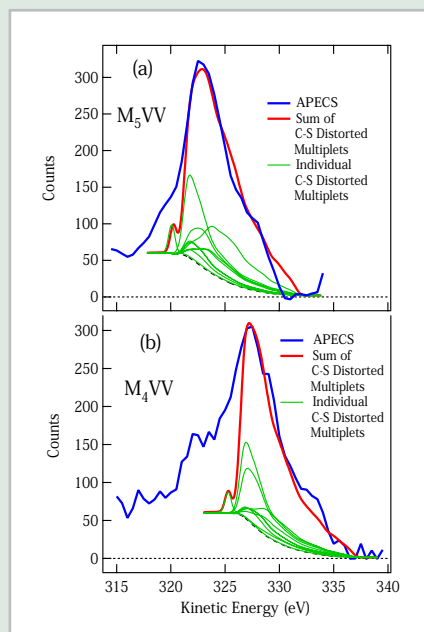 (a)
M₅VV
300
250
200
150
100
50
0
Counts
APECS
Sum of
C-S Distorted
Multiplets
Individual
C-S Distorted
Multiplets
(b)
M₄VV
300
250
200
150
100
50
0
Counts
APECS
Sum of
C-S Distorted
Multiplets
Individual
C-S Distorted
Multiplets
315 320 325 330 335 340
Kinetic Energy (eV)